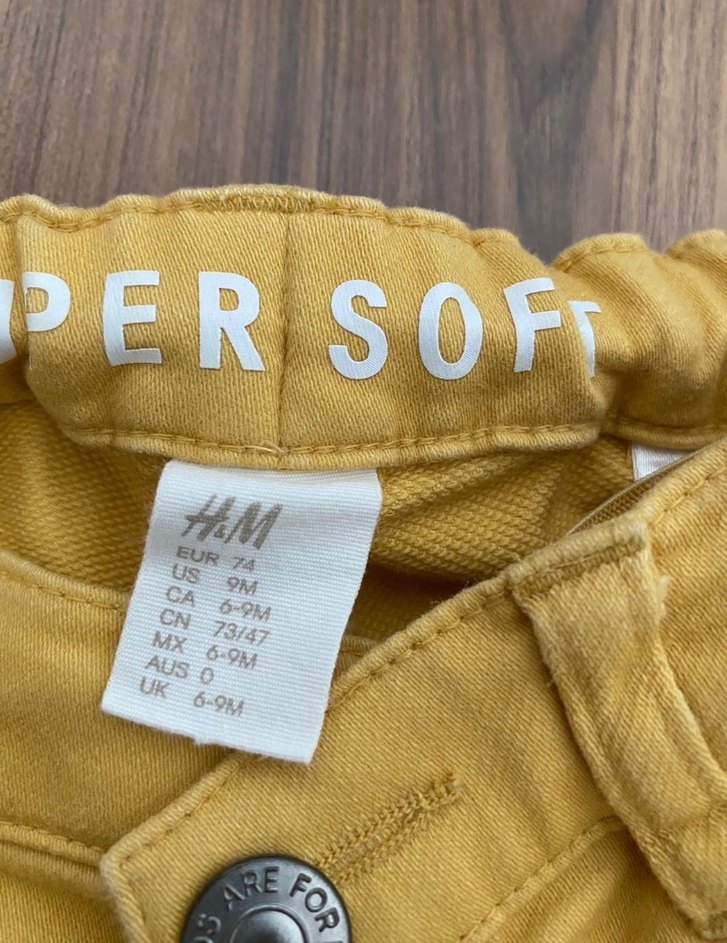 PER SOFT
H&M
EUR 74
US 9M
CA 6-9M
CN 73/47
MX 6-9M
AUS 0
UK 6-9M
ARE FOR